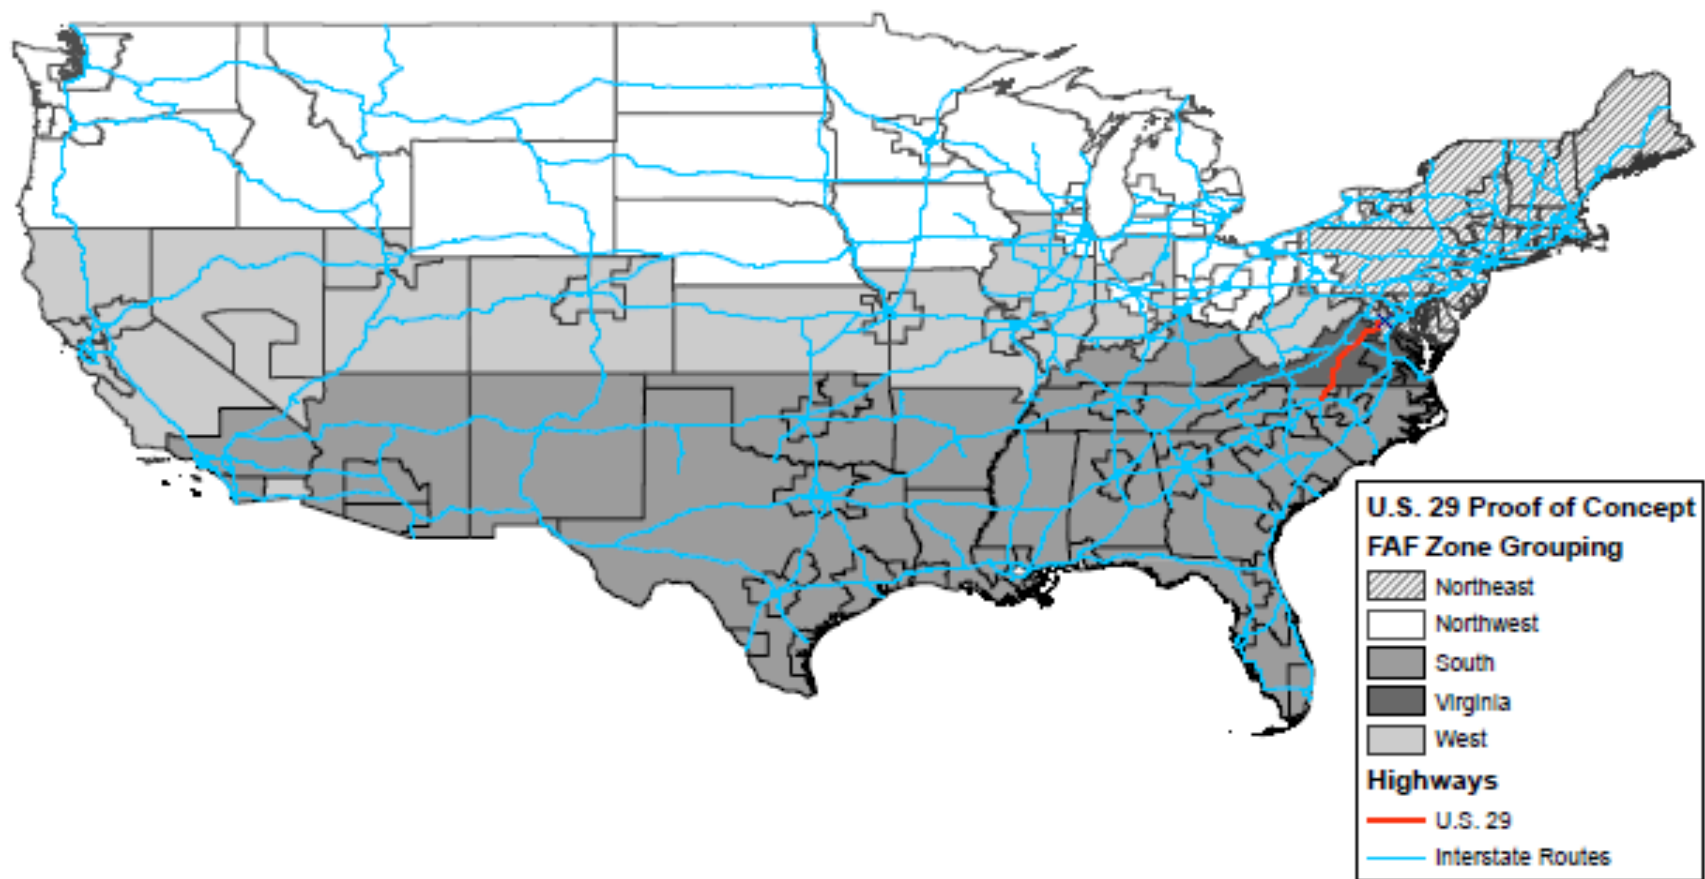 U.S. 29 Proof of Concept
FAF Zone Grouping
Northeast
Northwest
South
Virginia
West
Highways
U.S. 29
Interstate Routes